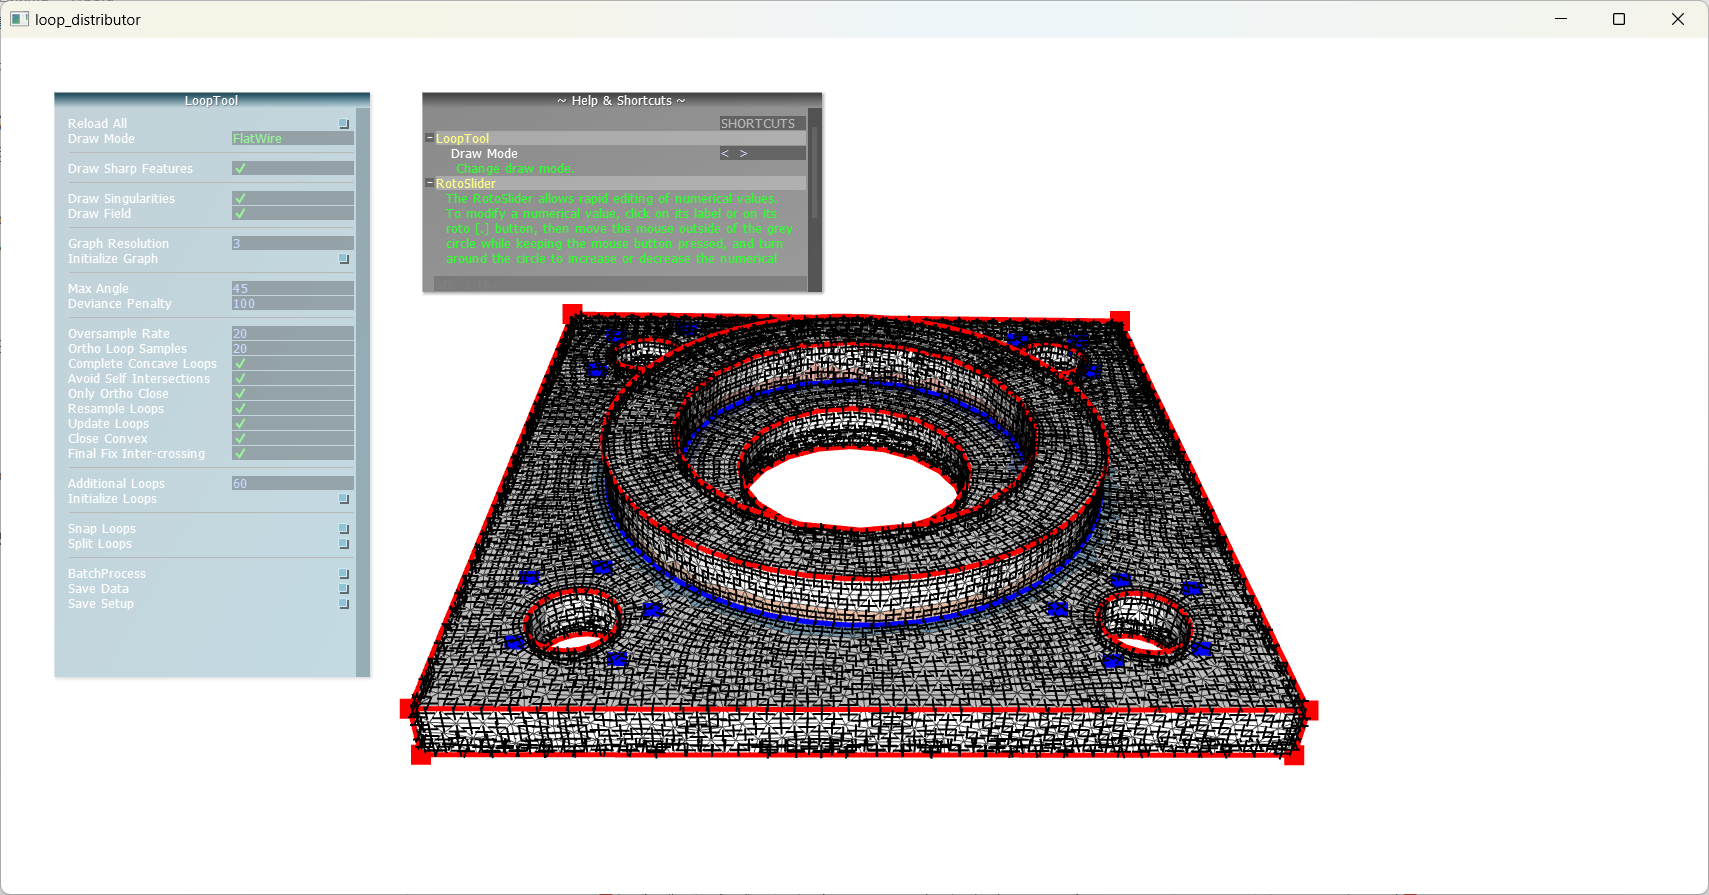 loop_distributor
LoopTool
Reload All
Draw Mode FlatWire
Draw Sharp Features
Draw Singularities
Draw Field
Graph Resolution 3
Initialize Graph
Max Angle 45
Deviance Penalty 100
Oversample Rate 20
Ortho Loop Samples 20
Complete Concave Loops
Avoid Self Intersections
Only Ortho Close
Resample Loops
Update Loops
Close Convex
Final Fix Inter-crossing
Additional Loops 60
Initialize Loops
Snap Loops
Split Loops
BatchProcess
Save Data
Save Setup
~ Help & Shortcuts ~
SHORTCUTS
LoopTool
Draw Mode < >
Change draw mode.
RotoSlider
The RotoSlider allows rapid editing of numerical values.
To modify a numerical value, click on its label or on its
roto [.] button, then move the mouse outside of the grey
circle while keeping the mouse button pressed, and turn
around the circle to increase or decrease the numerical